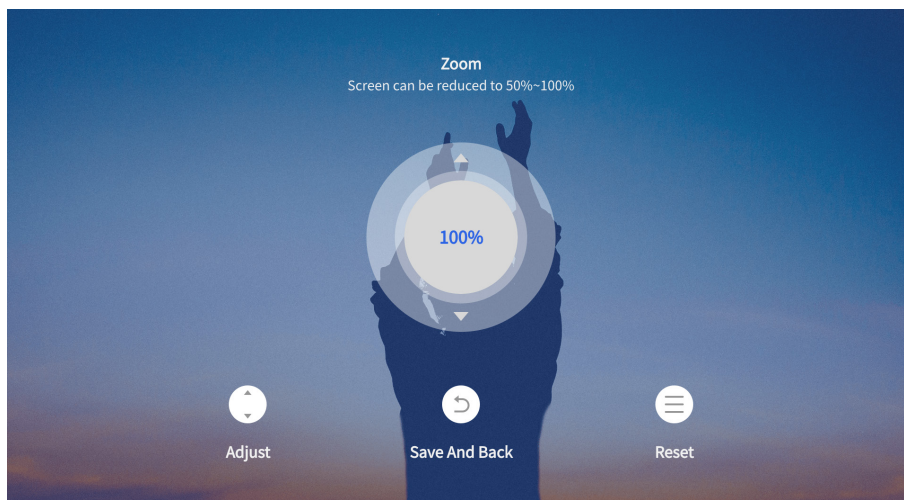 Zoom
Screen can be reduced to 50%~100%
100%
Adjust
Save And Back
Reset